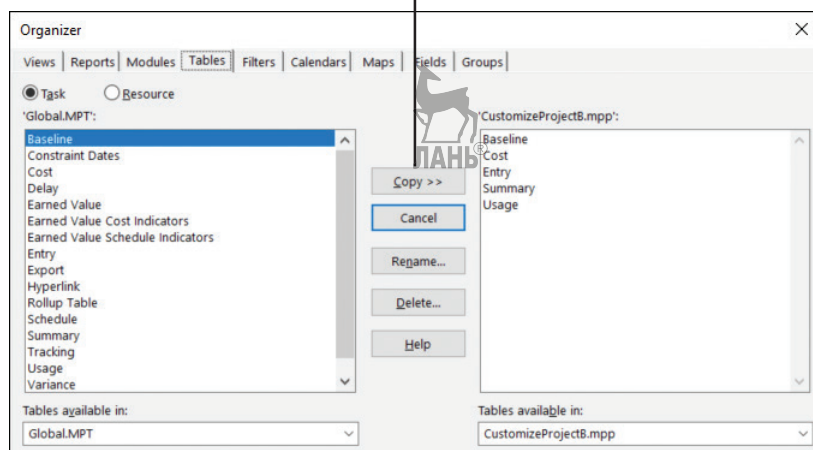 Organizer
Views Reports Modules Tables Filters Calendars Maps Fields Groups
Task Resource
'Global.MPT':
Baseline
Constraint Dates
Cost
Delay
Earned Value
Earned Value Cost Indicators
Earned Value Schedule Indicators
Entry
Export
Hyperlink
Rollup Table
Schedule
Summary
Tracking
Usage
Variance
Tables available in:
Global.MPT
Copy >>
Cancel
Rename...
Delete...
Help
ЛАНЬ®
'CustomizeProjectB.mpp':
Baseline
Cost
Entry
Summary
Usage
Tables available in:
CustomizeProjectB.mpp